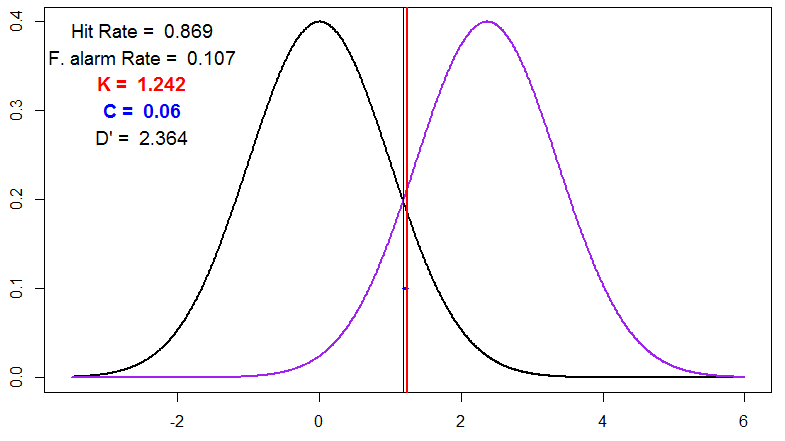 Hit Rate = 0.869
F. alarm Rate = 0.107
K = 1.242
C = 0.06
D' = 2.364
0.4
0.3
0.2
0.1
0.0
-2 0 2 4 6